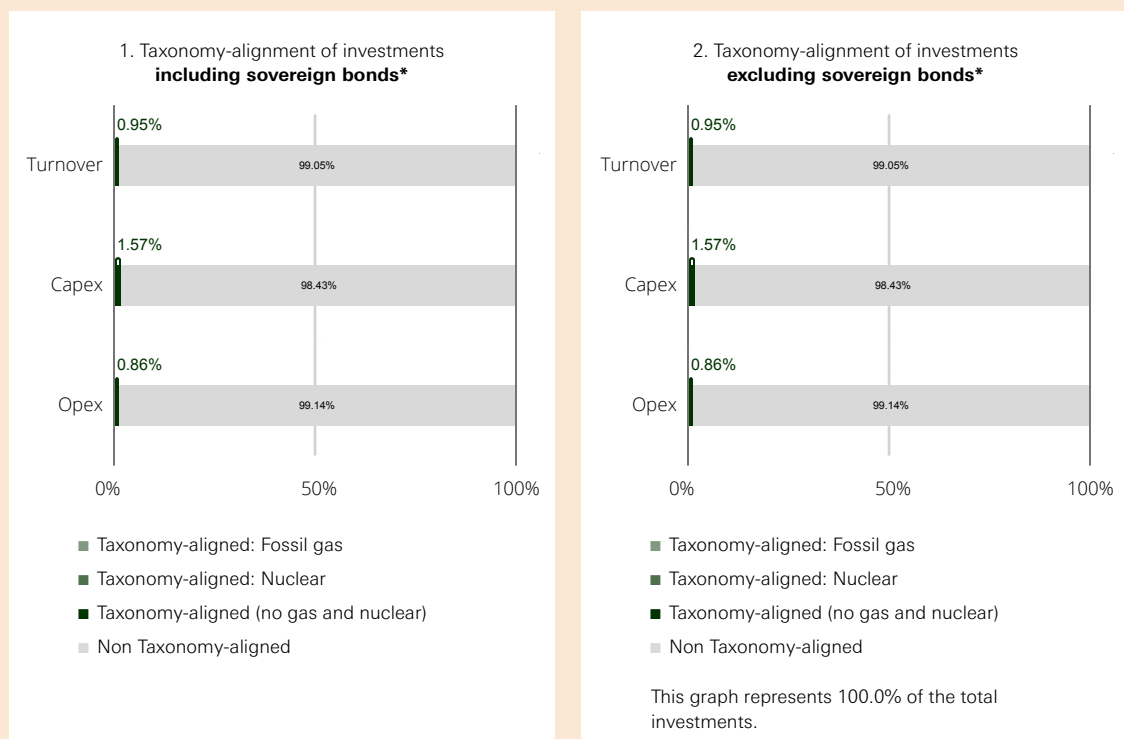 1. Taxonomy-alignment of investments
including sovereign bonds*
0.95%
Turnover
99.05%
1.57%
Capex
98.43%
0.86%
Opex
99.14%
0%
50%
100%
Taxonomy-aligned: Fossil gas
Taxonomy-aligned: Nuclear
Taxonomy-aligned (no gas and nuclear)
Non Taxonomy-aligned
2. Taxonomy-alignment of investments
excluding sovereign bonds*
0.95%
Turnover
99.05%
1.57%
Capex
98.43%
0.86%
Opex
99.14%
0%
50%
100%
Taxonomy-aligned: Fossil gas
Taxonomy-aligned: Nuclear
Taxonomy-aligned (no gas and nuclear)
Non Taxonomy-aligned
This graph represents 100.0% of the total
investments.